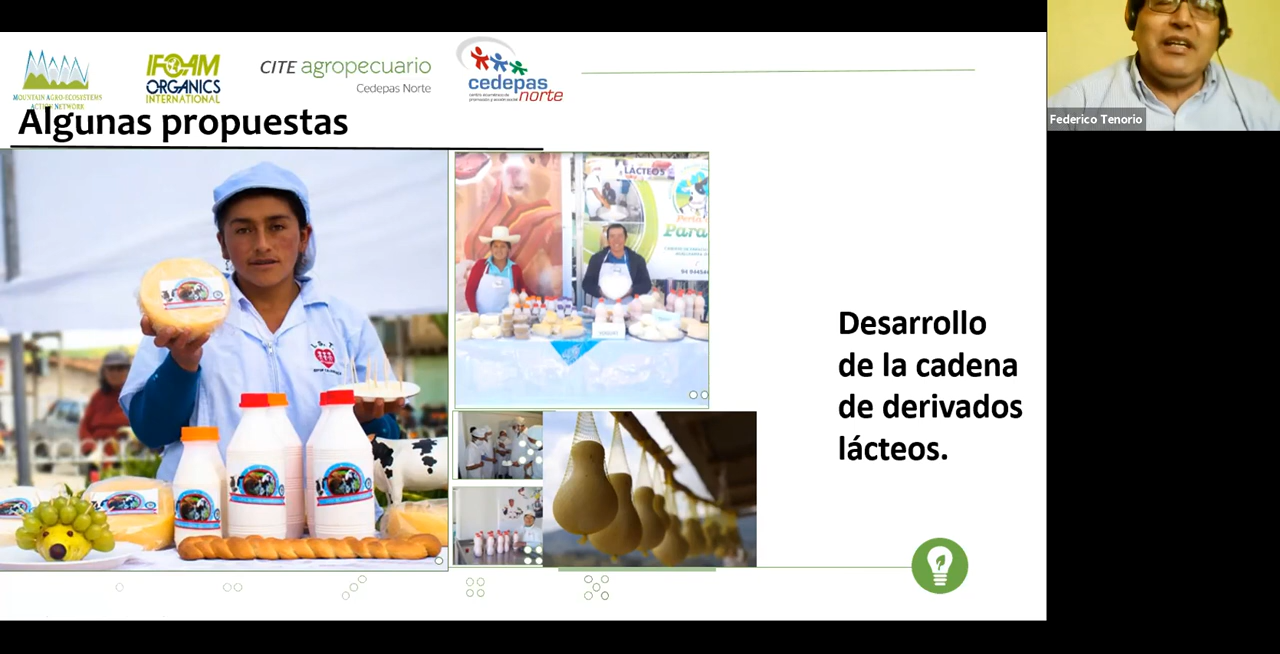 MOUNTAIN AGRO-ECOSYSTEMS
ACTION NETWORK
IFOAM
ORGANICS
INTERNATIONAL
CITE agropecuario
Cedepas Norte
cedepas
norte
Algunas propuestas
Federico Tenorio
LÁCTEOS
Desarrollo
de la cadena
de derivados
lácteos.